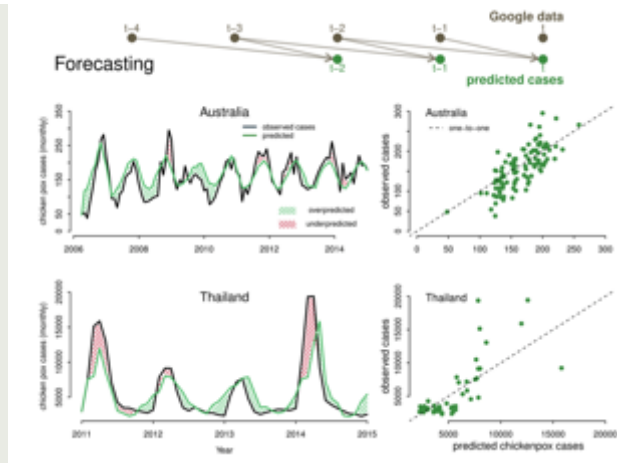 Google data
t−4 t−3 t−2 t−1 t
Forecasting
t−2 t−1 t
predicted cases
Australia
observed cases
predicted
overpredicted
underpredicted
chicken pox cases (monthly)
0 50 150 250 350
2006 2008 2010 2012 2014
Australia
one−to−one
observed cases
0 50 100 200 300
0 50 100 150 200 250 300
Thailand
chicken pox cases (monthly)
5000 10000 15000 20000
2011 2012 2013 2014 2015
Year
Thailand
observed cases
5000 10000 15000 20000
5000 10000 15000 20000
predicted chickenpox cases